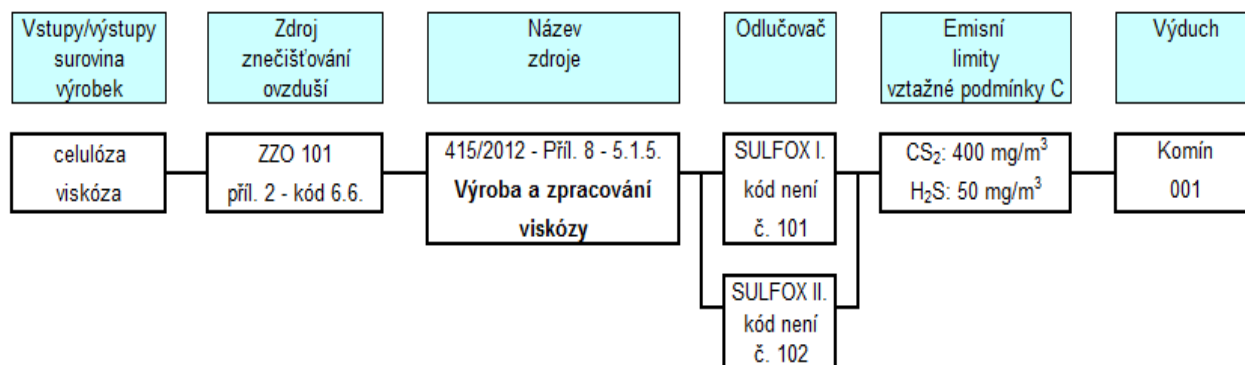 Vstupy/výstupy
surovina
výrobek
Zdroj
znečišťování
ovzduší
Název
zdroje
Odlučovač
Emisní
limity
vztažné podmínky C
Výduch
celulóza
viskóza
ZZO 101
příl. 2 - kód 6.6.
415/2012 - Příl. 8 - 5.1.5.
Výroba a zpracování
viskózy
SULFOX I.
kód není
č. 101
CS₂: 400 mg/m³
H₂S: 50 mg/m³
Komín
001
SULFOX II.
kód není
č. 102